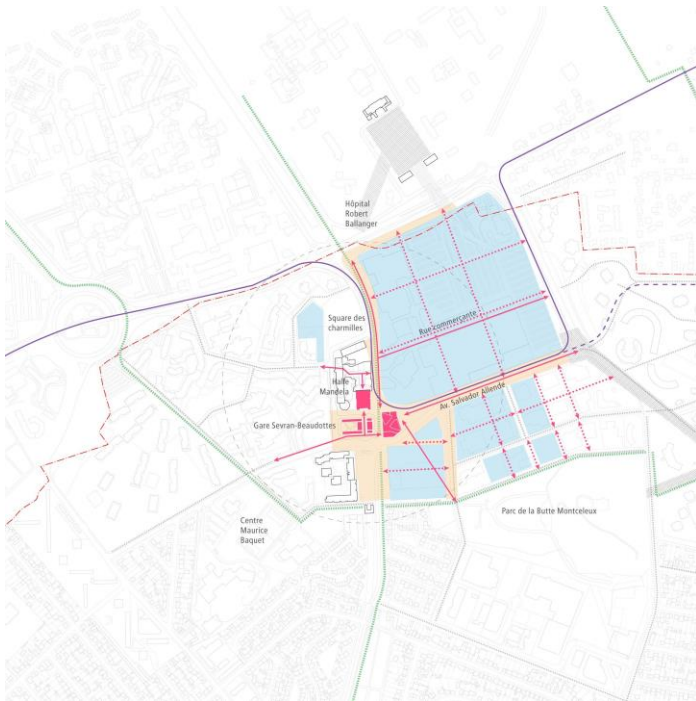 Hôpital
Robert
Ballanger
Square des
charmilles
Rue commerçante
Halle
Mandela
Av. Salvador Allende
Gare Sevran-Beaudottes
Centre
Maurice
Baquet
Parc de la Butte Montceleux